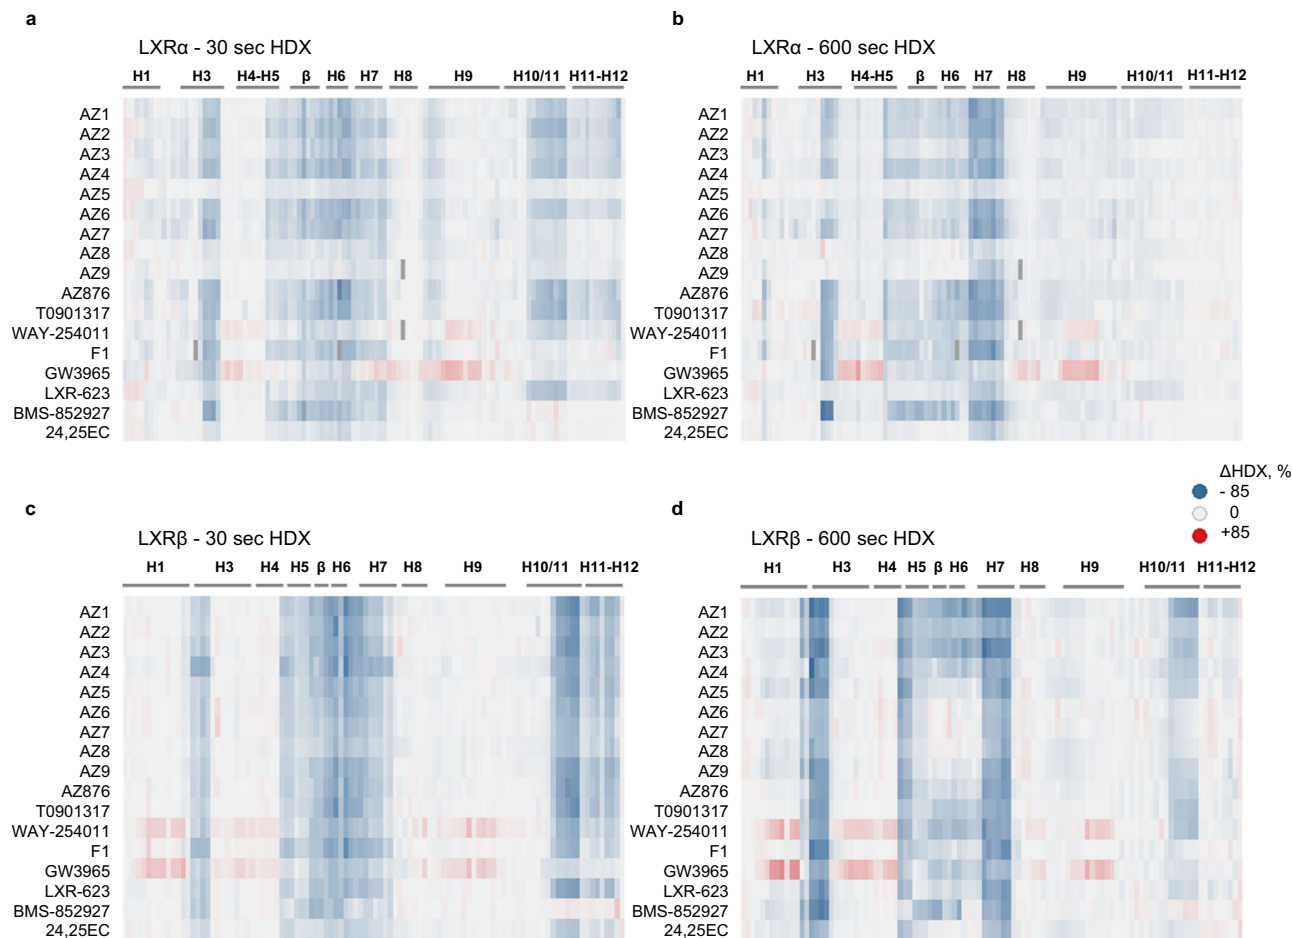 a
LXRα - 30 sec HDX
H1 H3 H4-H5 β H6 H7 H8 H9 H10/11 H11-H12
AZ1
AZ2
AZ3
AZ4
AZ5
AZ6
AZ7
AZ8
AZ9
AZ876
T0901317
WAY-254011
F1
GW3965
LXR-623
BMS-852927
24,25EC
b
LXRα - 600 sec HDX
H1 H3 H4-H5 β H6 H7 H8 H9 H10/11 H11-H12
AZ1
AZ2
AZ3
AZ4
AZ5
AZ6
AZ7
AZ8
AZ9
AZ876
T0901317
WAY-254011
F1
GW3965
LXR-623
BMS-852927
24,25EC
ΔHDX, %
- 85
0
+85
c
LXRβ - 30 sec HDX
H1 H3 H4 H5 β H6 H7 H8 H9 H10/11 H11-H12
AZ1
AZ2
AZ3
AZ4
AZ5
AZ6
AZ7
AZ8
AZ9
AZ876
T0901317
WAY-254011
F1
GW3965
LXR-623
BMS-852927
24,25EC
d
LXRβ - 600 sec HDX
H1 H3 H4 H5 β H6 H7 H8 H9 H10/11 H11-H12
AZ1
AZ2
AZ3
AZ4
AZ5
AZ6
AZ7
AZ8
AZ9
AZ876
T0901317
WAY-254011
F1
GW3965
LXR-623
BMS-852927
24,25EC